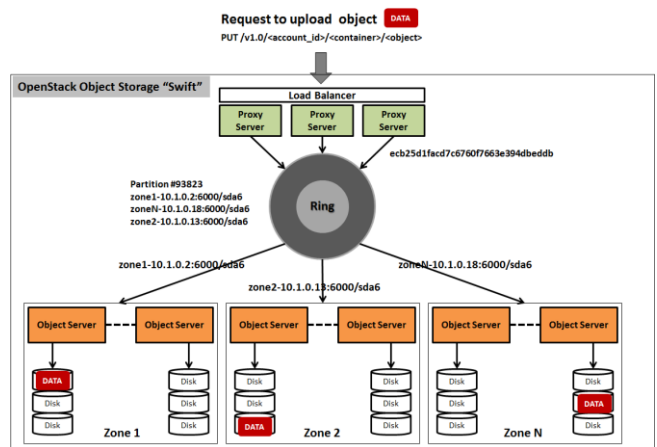 Request to upload object DATA
PUT /v1.0/<account_id>/<container>/<object>
OpenStack Object Storage “Swift”
Load Balancer
Proxy Server
Proxy Server
Proxy Server
ecb25d1facd7c6760f7663e394dbeddb
Partition #93823
zone1-10.1.0.2:6000/sda6
zoneN-10.1.0.18:6000/sda6
zone2-10.1.0.13:6000/sda6
Ring
zone1-10.1.0.2:6000/sda6
zoneN-10.1.0.18:6000/sda6
zone2-10.1.0.13:6000/sda6
Object Server
Object Server
Object Server
Object Server
Object Server
Object Server
DATA
Disk
Disk
Disk
Disk
Disk
Zone 1
Disk
Disk
DATA
Disk
Disk
Disk
Zone 2
Disk
Disk
Disk
Disk
DATA
Disk
Zone N